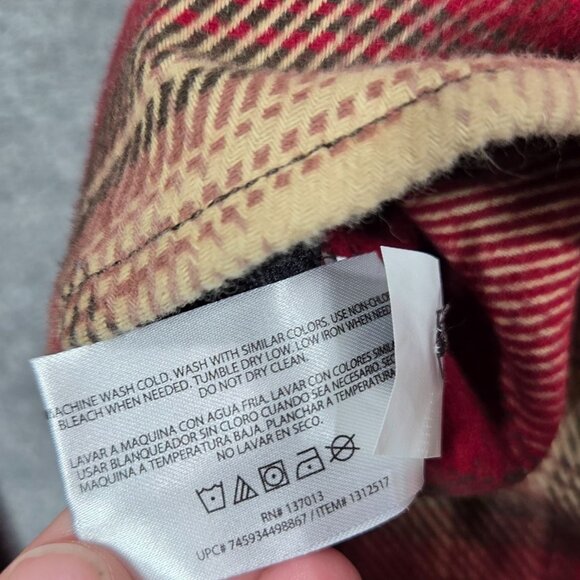 MACHINE WASH COLD. WASH WITH SIMILAR COLORS. USE NON-CHLO
BLEACH WHEN NEEDED. TUMBLE DRY LOW. LOW IRON WHEN NEE
DO NOT DRY CLEAN.
LAVAR A MAQUINA CON AGUA FRIA. LAVAR CON COLORES SIMILA
USAR BLANQUEADOR SIN CLORO CUANDO SEA NECESARIO. SEC
MAQUINA A TEMPERATURA BAJA. PLANCHAR A TEMPERATURA
NO LAVAR EN SECO.
RN# 137013
UPC# 745934498867 / ITEM# 1312517